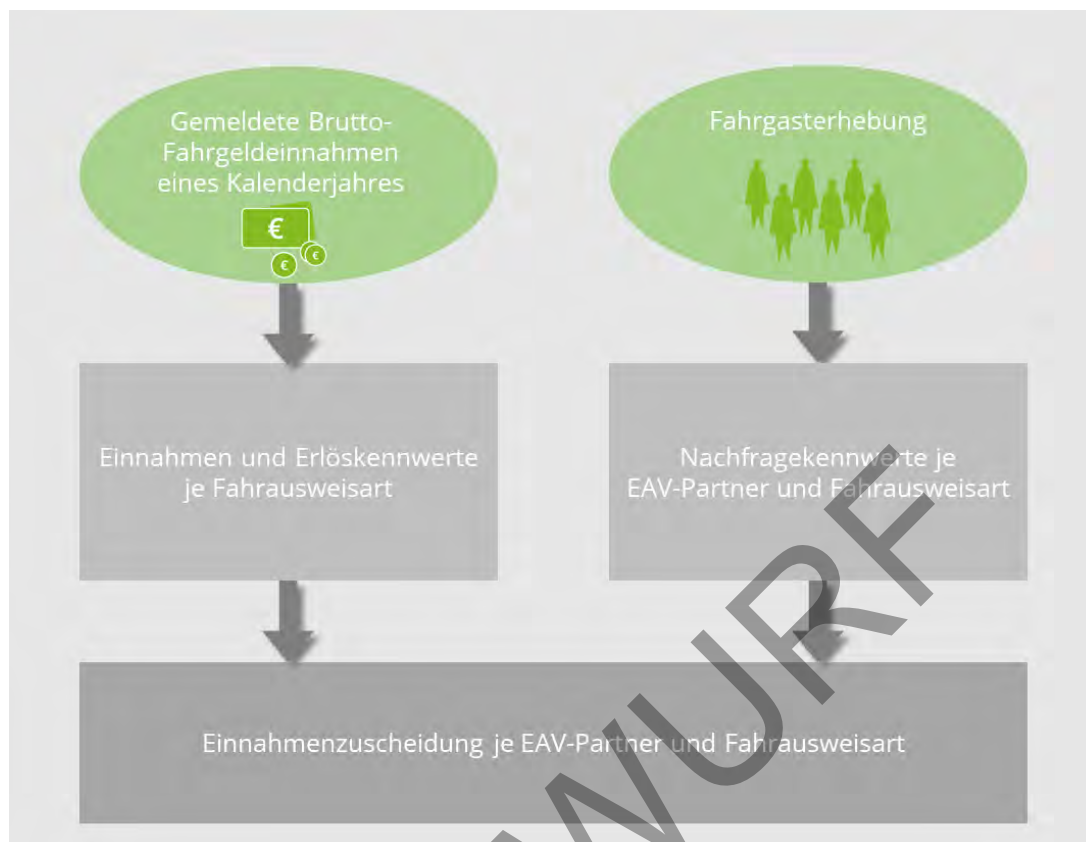 Gemeldete Brutto-
Fahrgeldeinnahmen
eines Kalenderjahres
€
€
€
Fahrgasterhebung
Einnahmen und Erlöskennwerte
je Fahrausweisart
Nachfragekennwerte je
EAV-Partner und Fahrausweisart
Einnahmenzuscheidung je EAV-Partner und Fahrausweisart
WURF